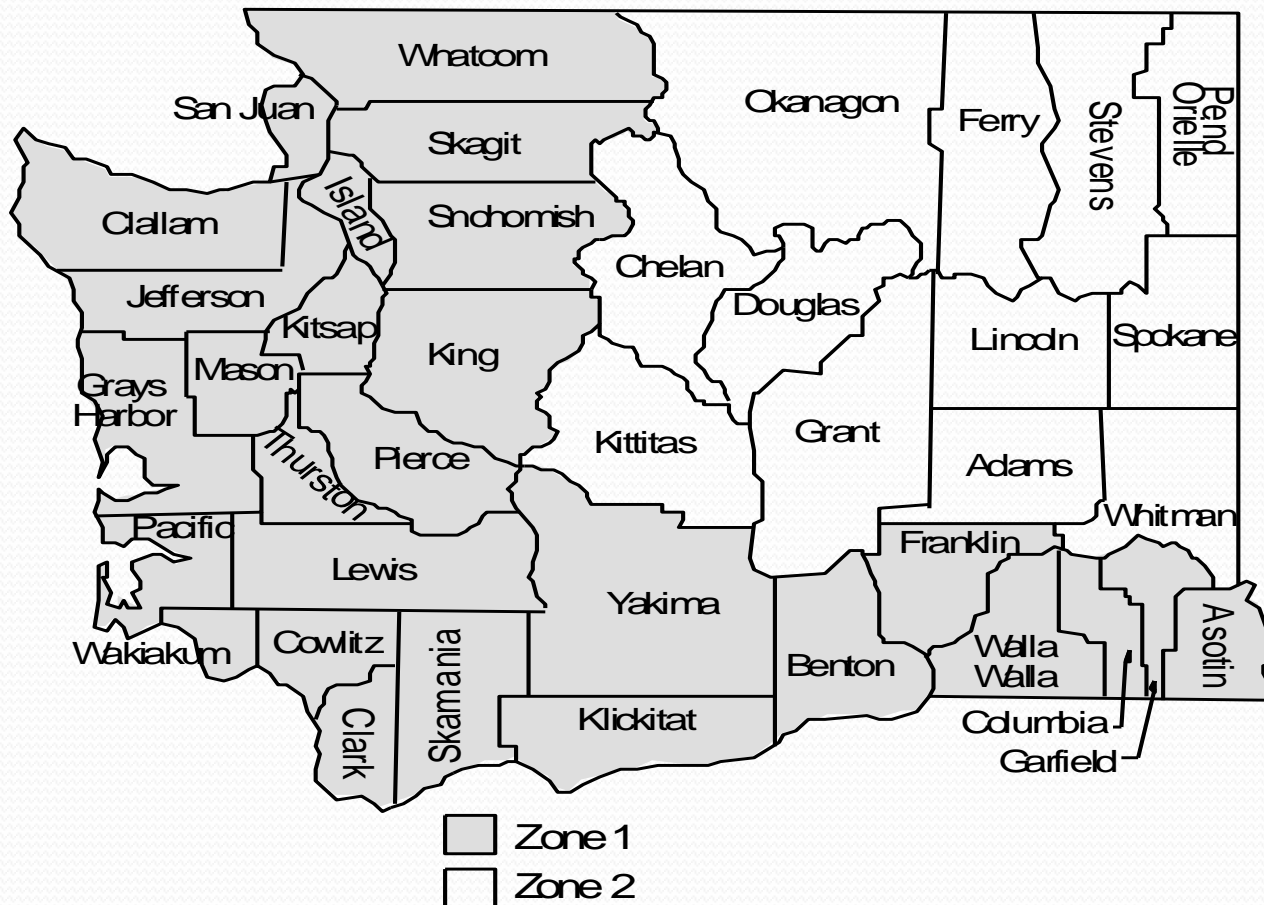 Whatcom
San Juan
Okanagon
Ferry
Stevens
Pend
Orielle
Skagit
Island
Clallam
Snohomish
Chelan
Jefferson
Kitsap
Douglas
King
Lincoln
Spokane
Mason
Grays
Harbor
Thurston
Pierce
Kittitas
Grant
Adams
Pacific
Whitman
Franklin
Lewis
Yakima
Asotin
Wakiakum
Cowlitz
Skamania
Benton
Walla
Walla
Clark
Klickitat
Columbia
Garfield
Zone 1
Zone 2